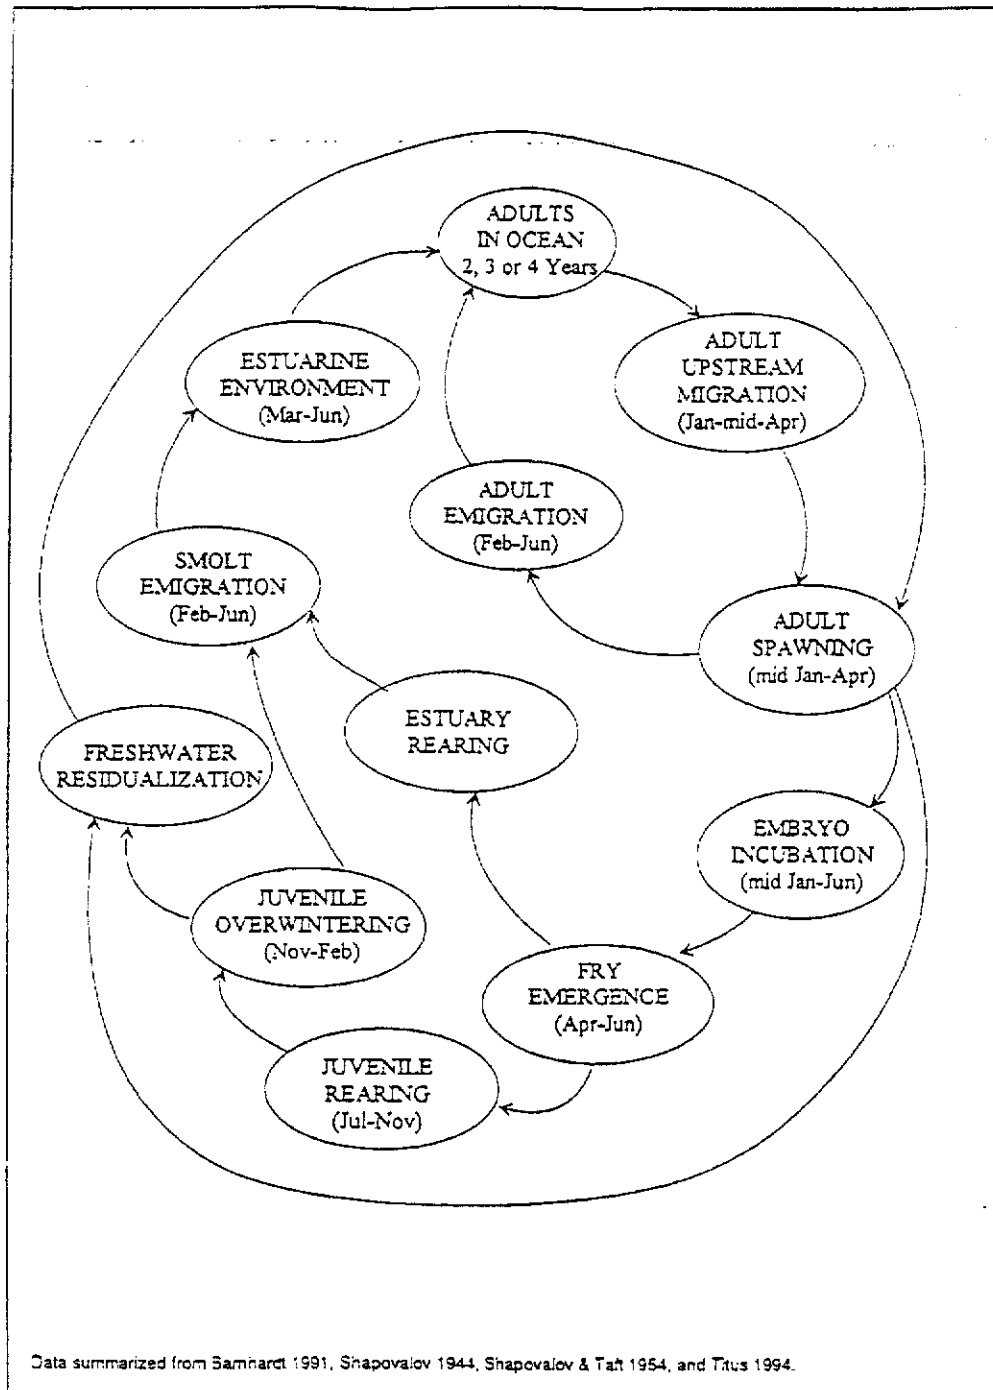 ADULTS
IN OCEAN
2, 3 or 4 Years
ADULT
UPSTREAM
MIGRATION
(Jan-mid-Apr)
ESTUARINE
ENVIRONMENT
(Mar-Jun)
ADULT
EMIGRATION
(Feb-Jun)
SMOLT
EMIGRATION
(Feb-Jun)
ADULT
SPAWNING
(mid Jan-Apr)
ESTUARY
REARING
FRESHWATER
RESIDUALIZATION
EMBRYO
INCUBATION
(mid Jan-Jun)
JUVENILE
OVERWINTERING
(Nov-Feb)
FRY
EMERGENCE
(Apr-Jun)
JUVENILE
REARING
(Jul-Nov)
Data summarized from Barnhardt 1991, Shapovalov 1944, Shapovalov & Taft 1954, and Titus 1994.